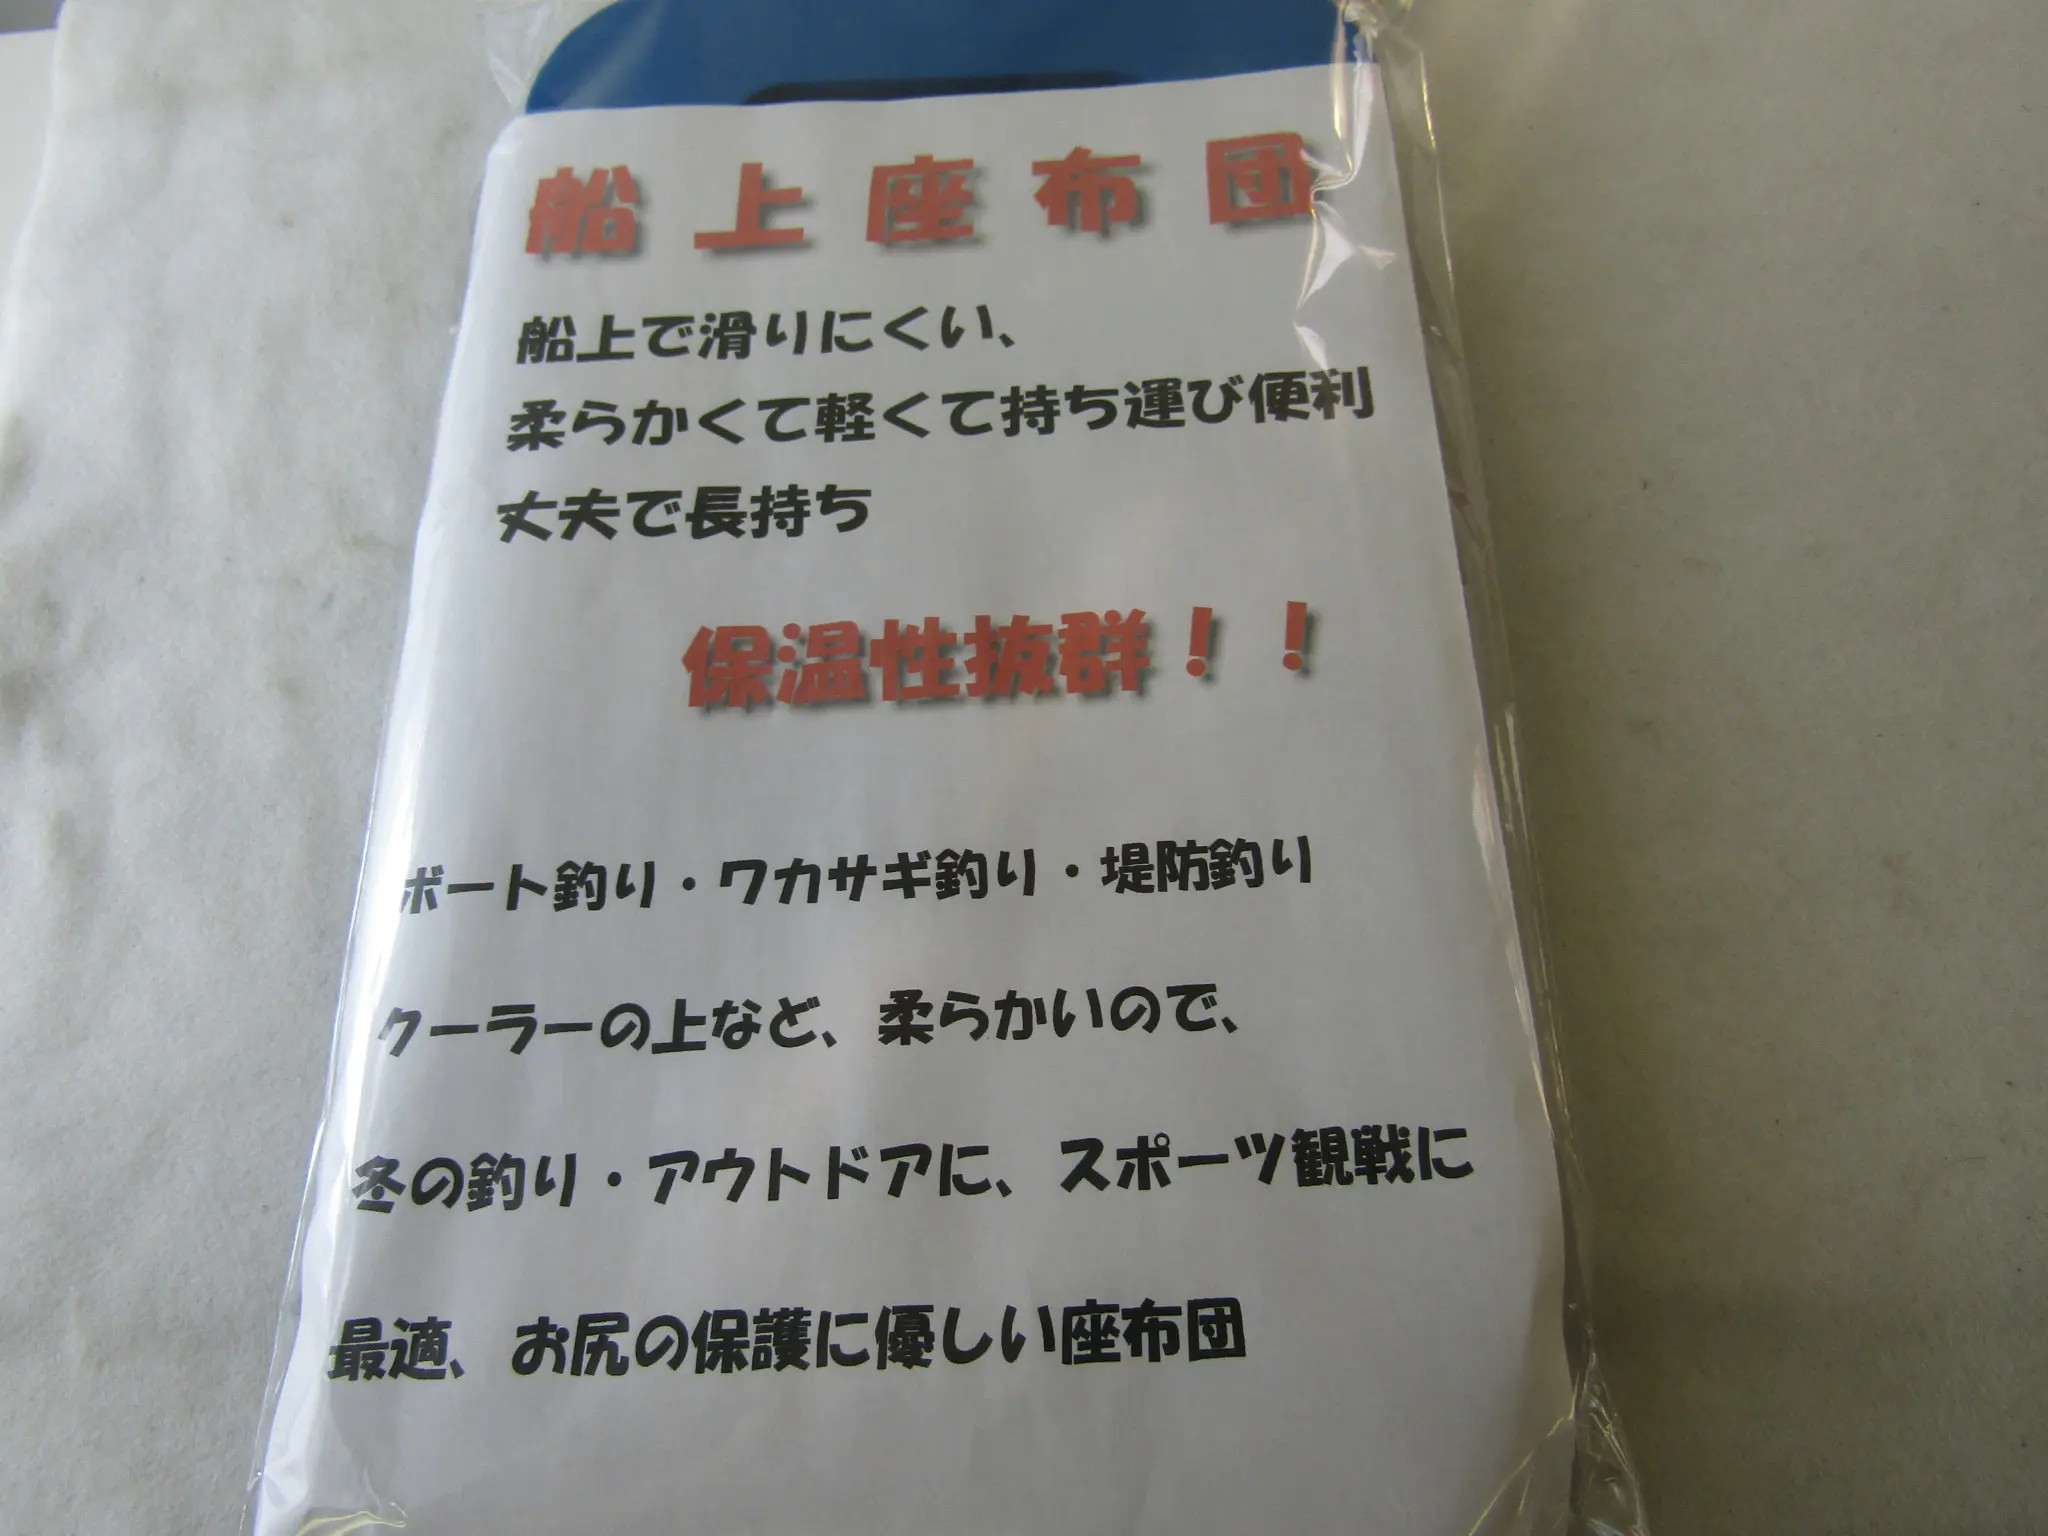 船上座布団
船上で滑りにくい、
柔らかくて軽くて持ち運び便利
丈夫で長持ち
保温性抜群！！
ボート釣り・ワカサギ釣り・堤防釣り
クーラーの上など、柔らかいので、
冬の釣り・アウトドアに、スポーツ観戦に
最適、お尻の保護に優しい座布団